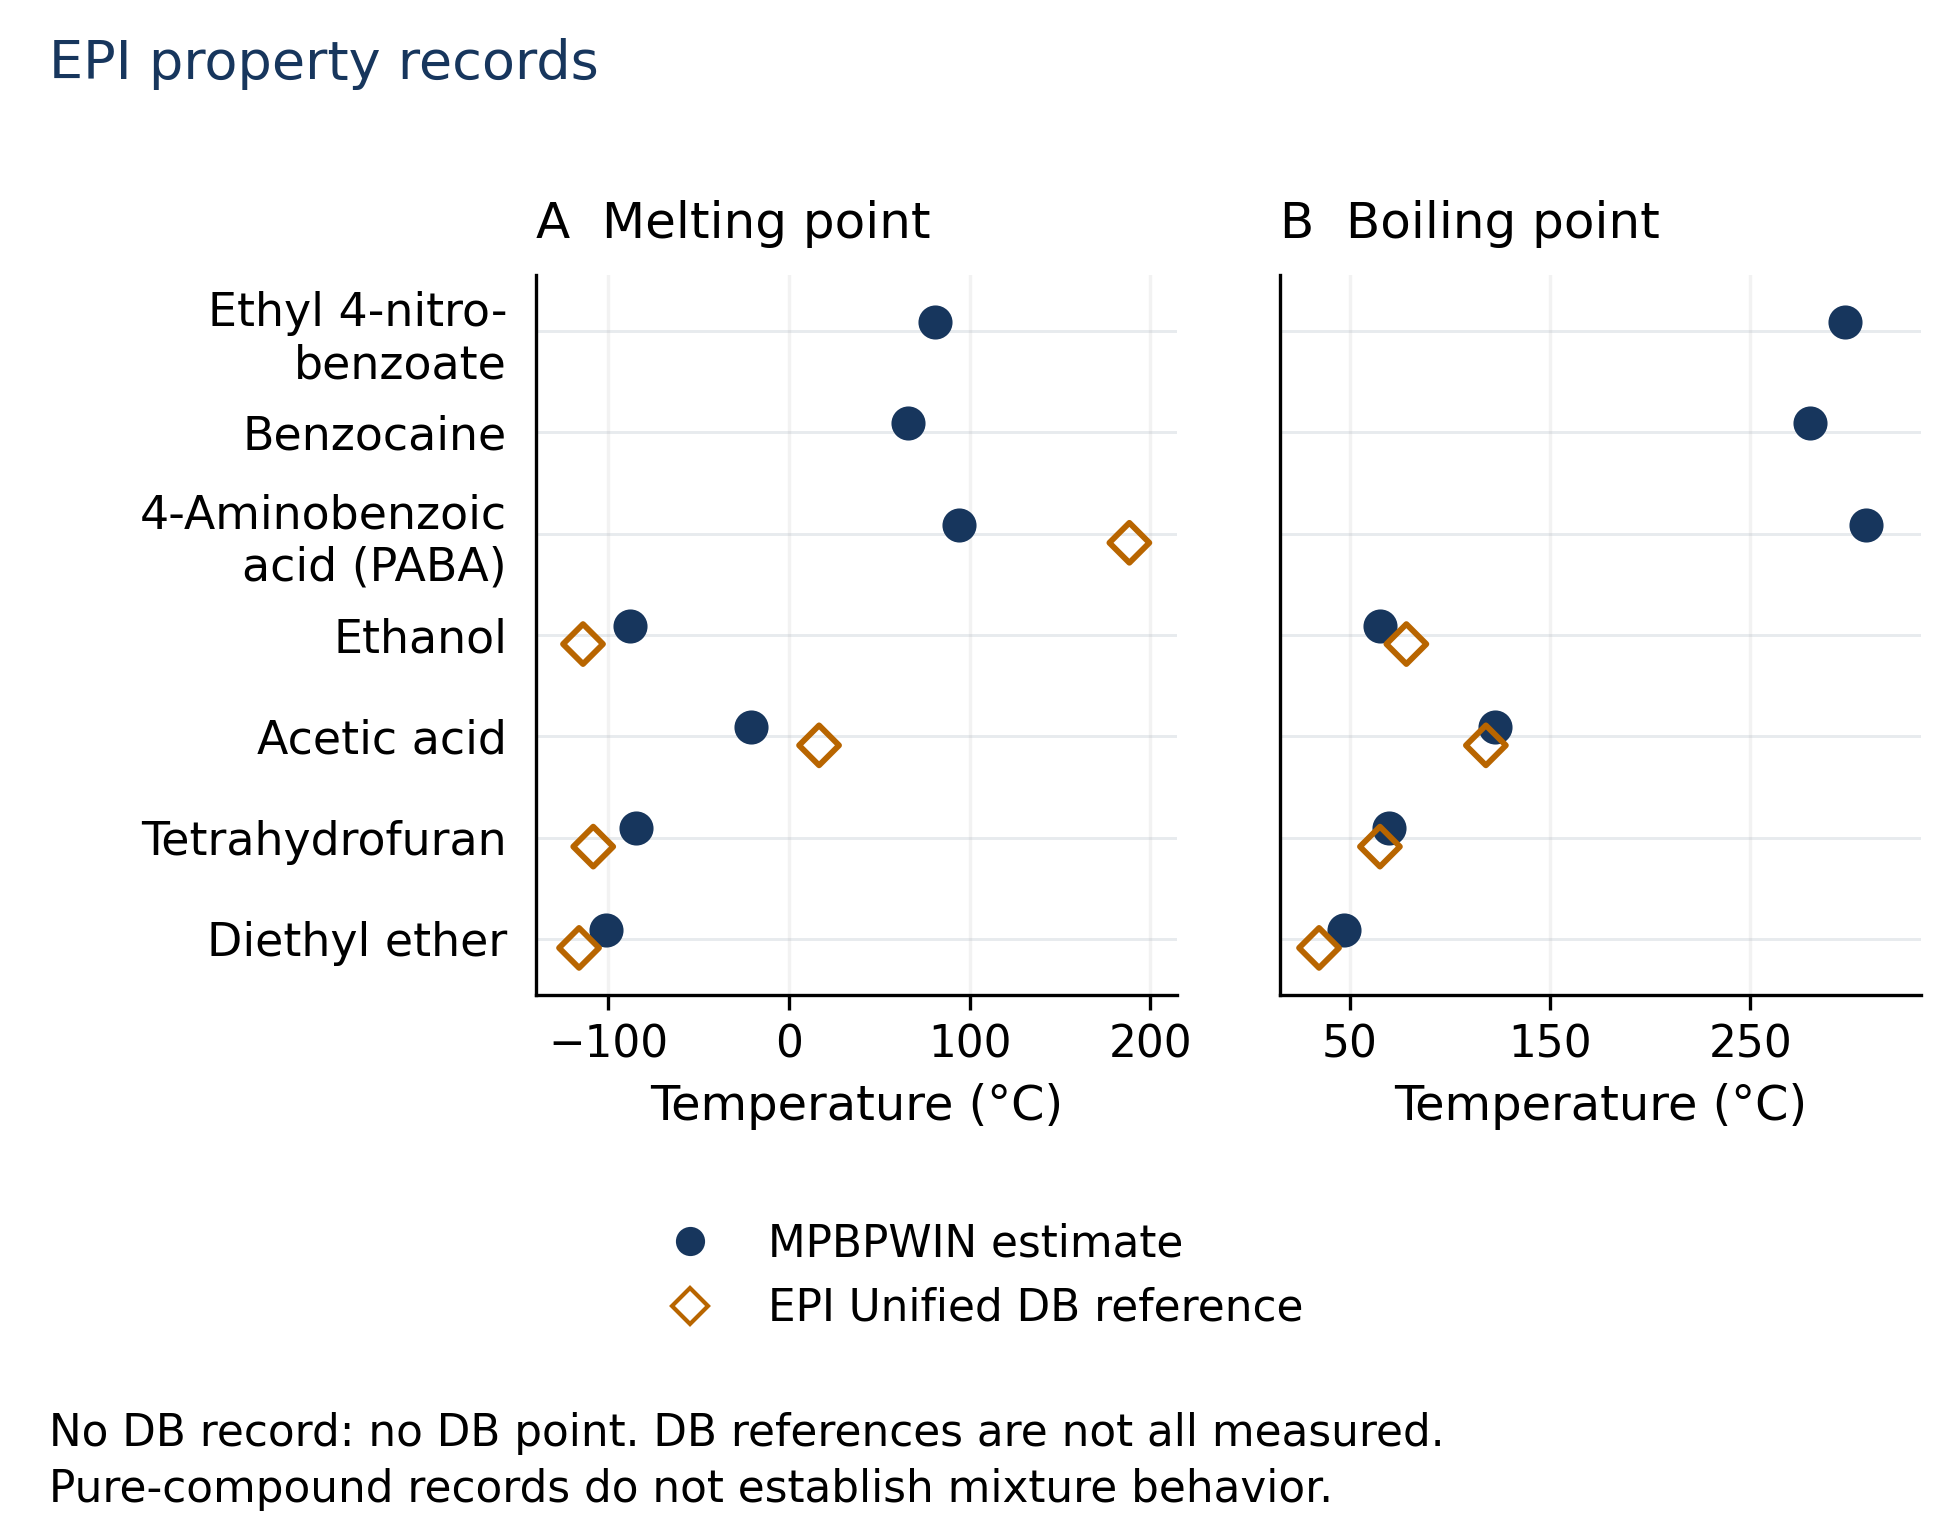 EPI property records
A  Melting point
B  Boiling point
Ethyl 4-nitro-
benzoate
Benzocaine
4-Aminobenzoic
acid (PABA)
Ethanol
Acetic acid
Tetrahydrofuran
Diethyl ether
−100 0 100 200
50 150 250
Temperature (°C)
Temperature (°C)
MPBPWIN estimate
EPI Unified DB reference
No DB record: no DB point. DB references are not all measured.
Pure-compound records do not establish mixture behavior.